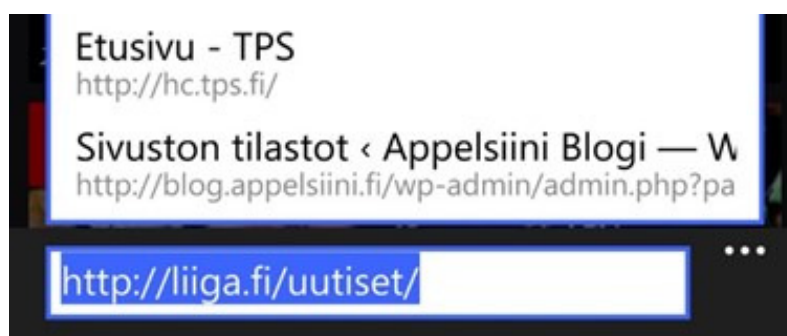 Etusivu - TPS
http://hc.tps.fi/
Sivuston tilastot ‹ Appelsiini Blogi — W
http://blog.appelsiini.fi/wp-admin/admin.php?pa
http://liiga.fi/uutiset/